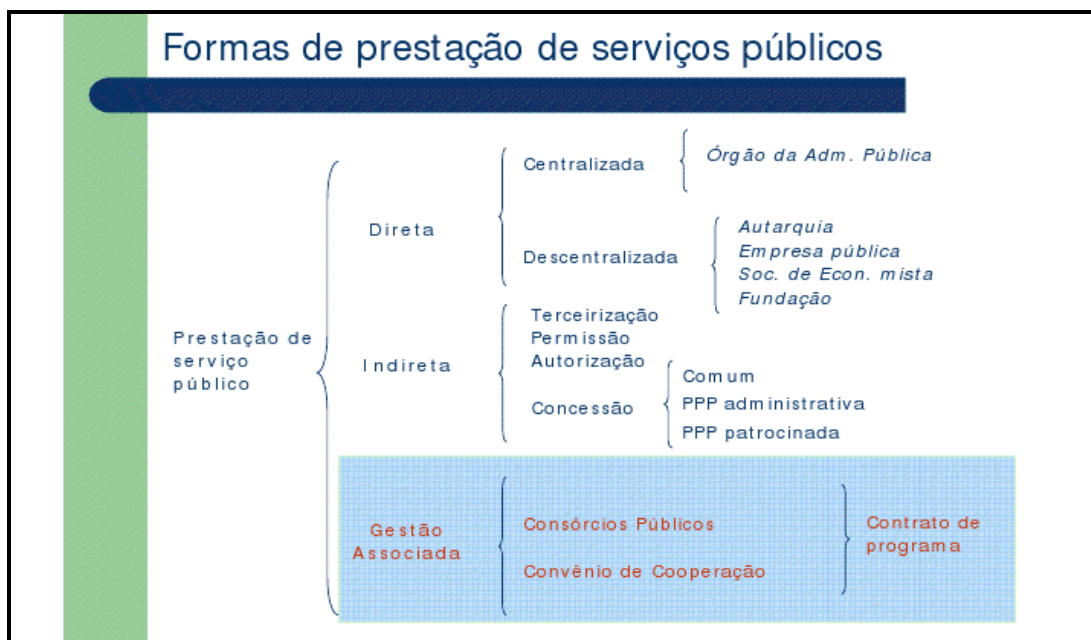 Formas de prestação de serviços públicos
Prestação de
serviço
público
Direta
Centralizada
Órgão da Adm. Pública
Descentralizada
Autarquia
Empresa pública
Soc. de Econ. mista
Fundação
Indireta
Terceirização
Permissão
Autorização
Concessão
Comum
PPP administrativa
PPP patrocinada
Gestão
Associada
Consórcios Públicos
Convênio de Cooperação
Contrato de
programa